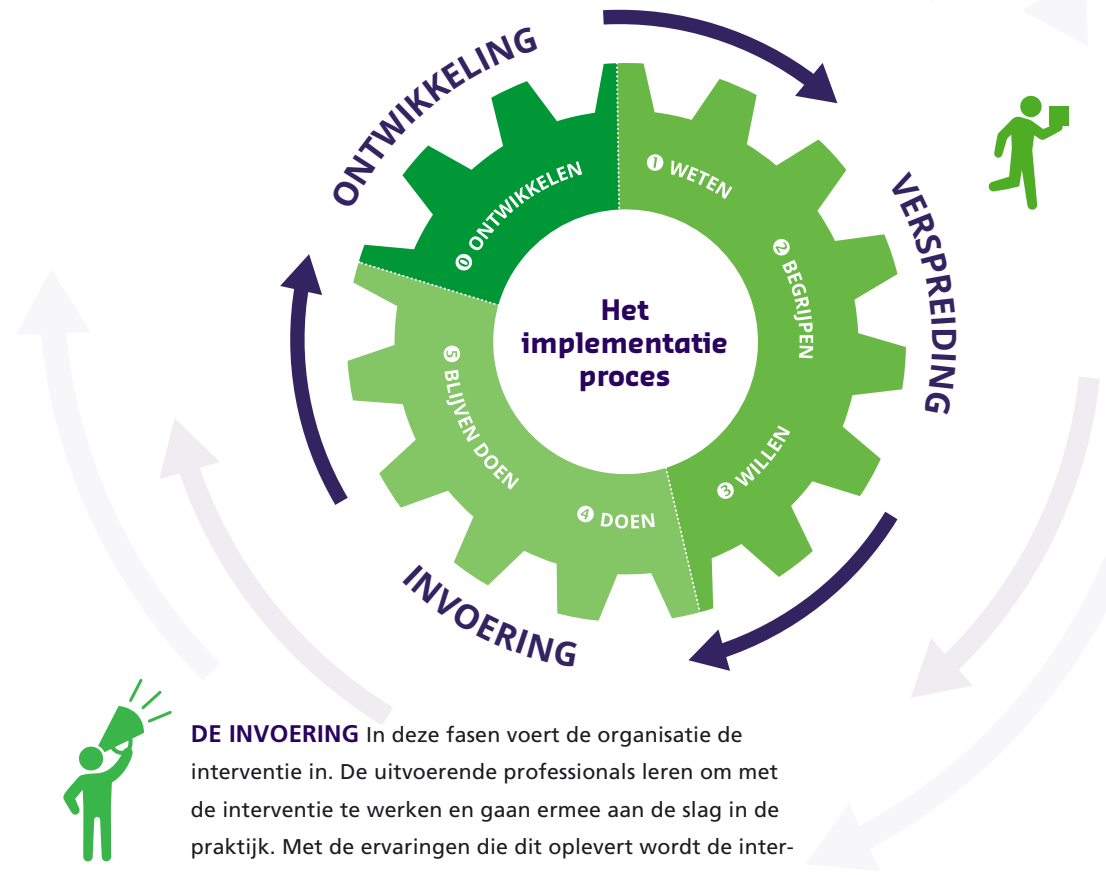 ONTWIKKELING
VERSPREIDING
INVOERING
0 ONTWIKKELEN
1 WETEN
2 BEGRIJPEN
3 WILLEN
4 DOEN
5 BLIJVEN DOEN
Het
implementatie
proces
DE INVOERING In deze fasen voert de organisatie de
interventie in. De uitvoerende professionals leren om met
de interventie te werken en gaan ermee aan de slag in de
praktijk. Met de ervaringen die dit oplevert wordt de inter-